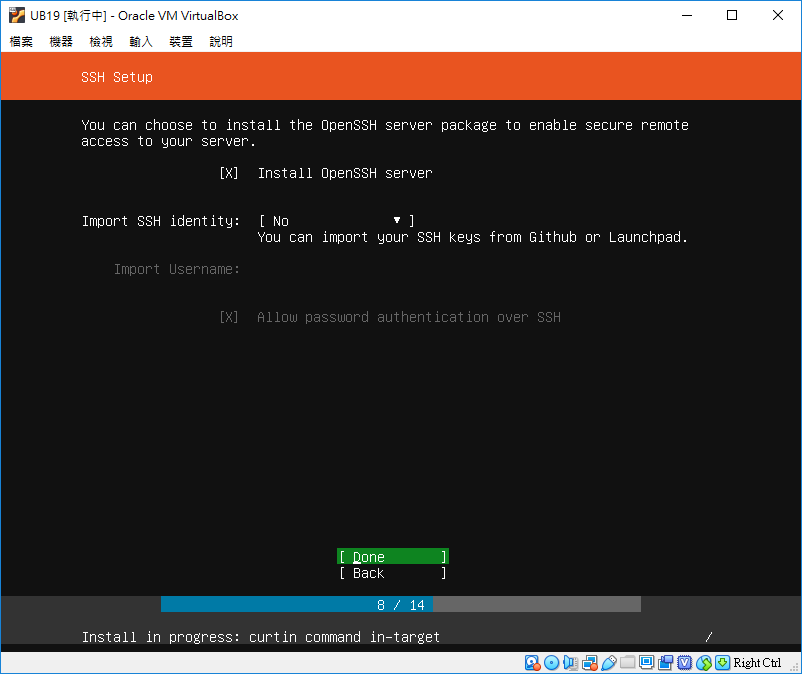 UB19 [執行中] - Oracle VM VirtualBox
檔案 機器 檢視 輸入 裝置 說明
SSH Setup
You can choose to install the OpenSSH server package to enable secure remote
access to your server.
[X] Install OpenSSH server
Import SSH identity: [ No ▾ ]
You can import your SSH keys from Github or Launchpad.
Import Username:
[X] Allow password authentication over SSH
[ Done ]
[ Back ]
8 / 14
Install in progress: curtin command in-target /
Right Ctrl